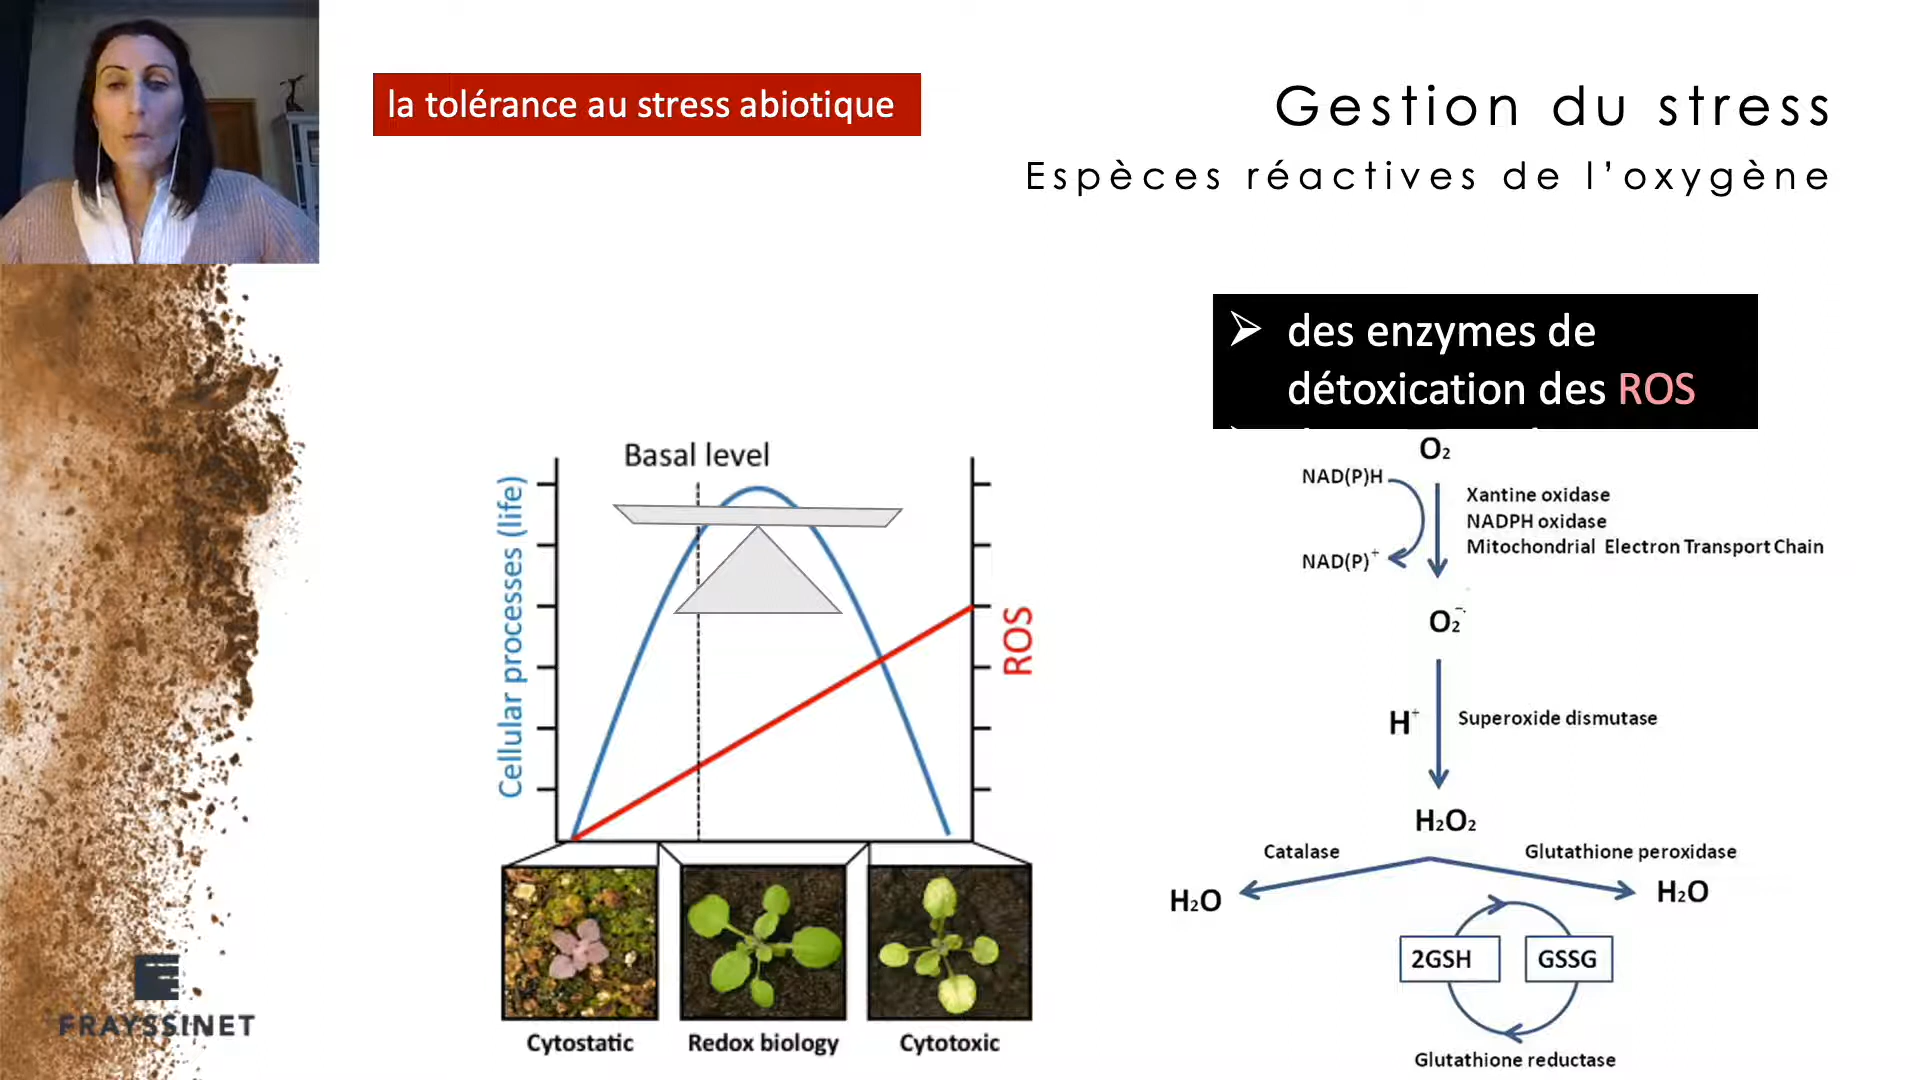 la tolérance au stress abiotique
Gestion du stress
Espèces réactives de l’oxygène
➢ des enzymes de
détoxication des ROS
Basal level
Cellular processes (life)
ROS
Cytostatic
Redox biology
Cytotoxic
O₂
NAD(P)H
Xantine oxidase
NADPH oxidase
Mitochondrial Electron Transport Chain
NAD(P)⁺
O₂⁻·
H⁺
Superoxide dismutase
H₂O₂
Catalase
Glutathione peroxidase
H₂O
H₂O
2GSH
GSSG
Glutathione reductase
FRAYSSINET